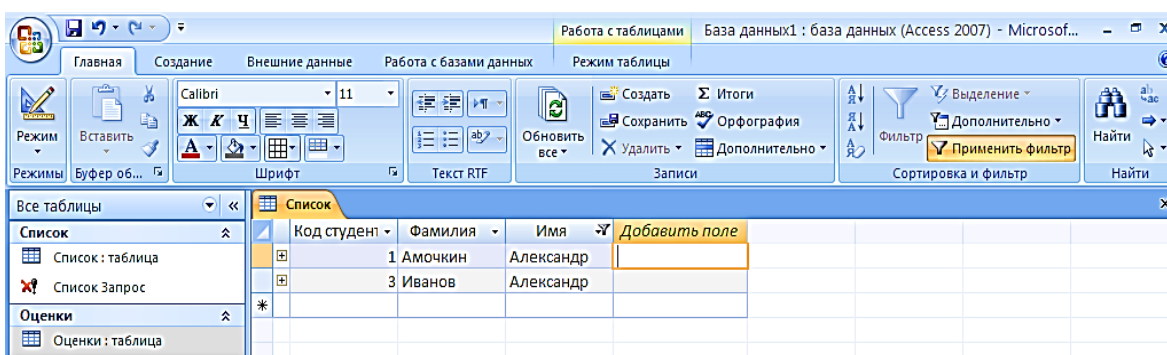 Работа с таблицами База данных1 : база данных (Access 2007) - Microsof...
Главная Создание Внешние данные Работа с базами данных Режим таблицы
Calibri 11 Создать Σ Итоги Выделение
Режим Вставить Ж К Ч Обновить все Сохранить Орфография Фильтр Дополнительно Найти
Удалить Дополнительно Применить фильтр
Режимы Буфер об... Шрифт Текст RTF Записи Сортировка и фильтр Найти
Все таблицы « Список
Список Код студент Фамилия Имя Добавить поле
Список : таблица 1 Амочкин Александр
Список Запрос 3 Иванов Александр
Оценки
Оценки : таблица